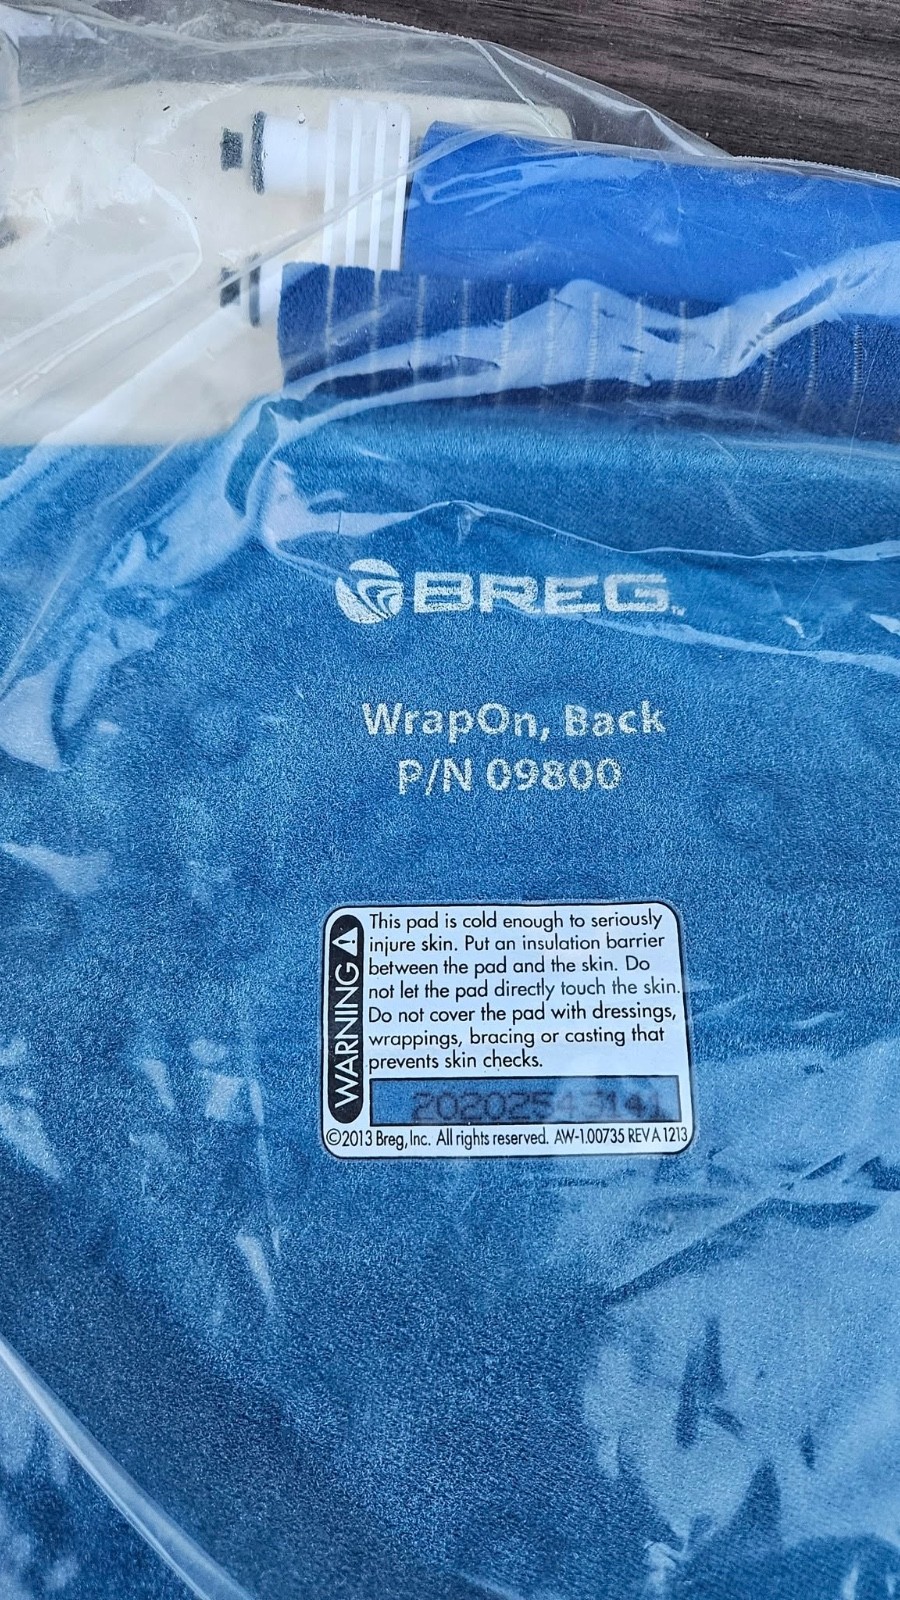 BREG™
WrapOn, Back
P/N 09800
WARNING
This pad is cold enough to seriously
injure skin. Put an insulation barrier
between the pad and the skin. Do
not let the pad directly touch the skin.
Do not cover the pad with dressings,
wrappings, bracing or casting that
prevents skin checks.
20202543141
©2013 Breg, Inc. All rights reserved. AW-1.00735 REV A 1213